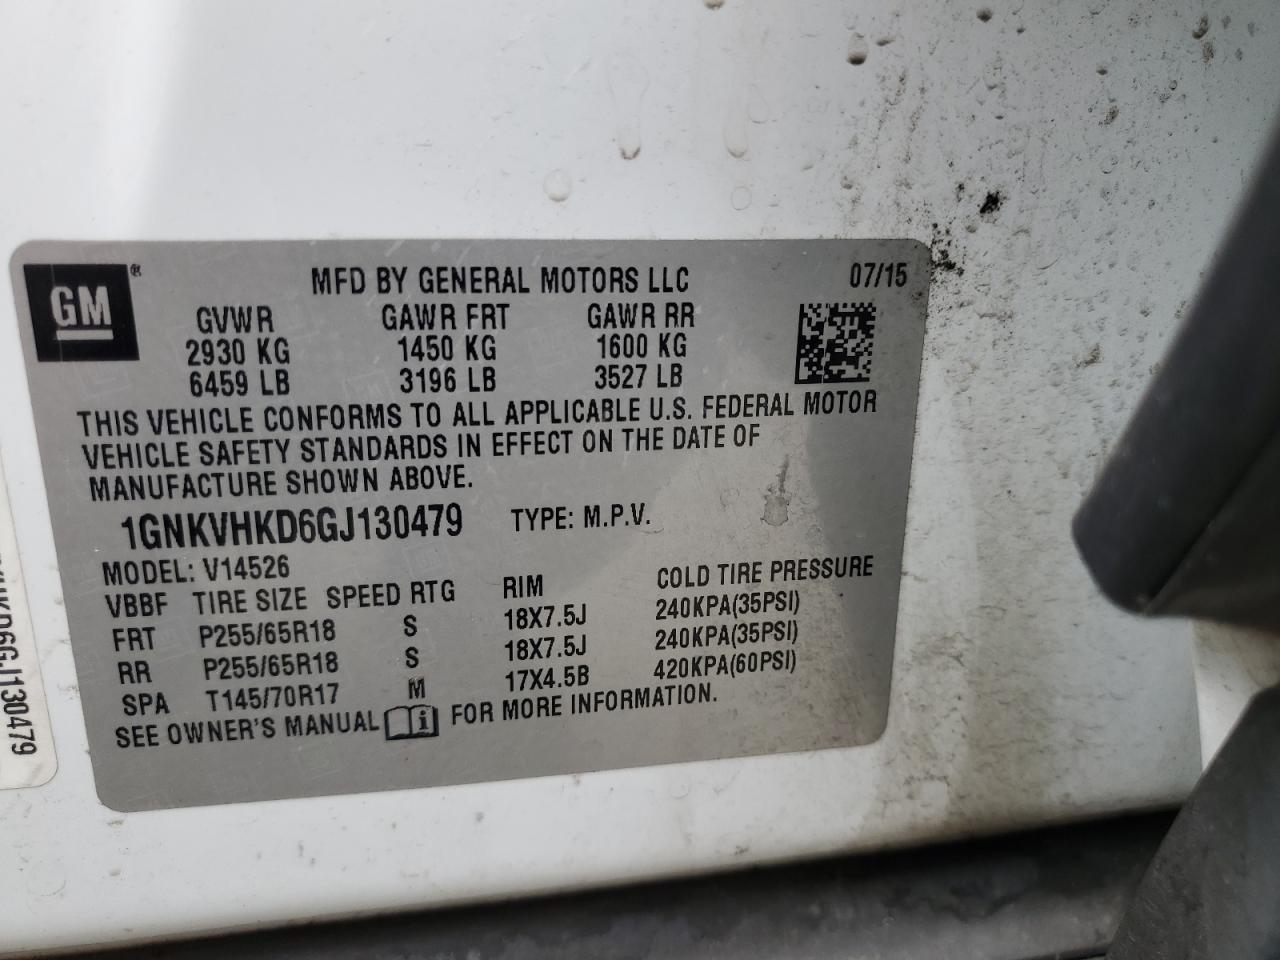 GM®
MFD BY GENERAL MOTORS LLC 07/15
GVWR GAWR FRT GAWR RR
2930 KG 1450 KG 1600 KG
6459 LB 3196 LB 3527 LB
THIS VEHICLE CONFORMS TO ALL APPLICABLE U.S. FEDERAL MOTOR
VEHICLE SAFETY STANDARDS IN EFFECT ON THE DATE OF
MANUFACTURE SHOWN ABOVE.
1GNKVHKD6GJ130479 TYPE: M.P.V.
MODEL: V14526
VBBF TIRE SIZE SPEED RTG RIM COLD TIRE PRESSURE
FRT P255/65R18 S 18X7.5J 240KPA(35PSI)
RR P255/65R18 S 18X7.5J 240KPA(35PSI)
SPA T145/70R17 M 17X4.5B 420KPA(60PSI)
SEE OWNER'S MANUAL i FOR MORE INFORMATION.